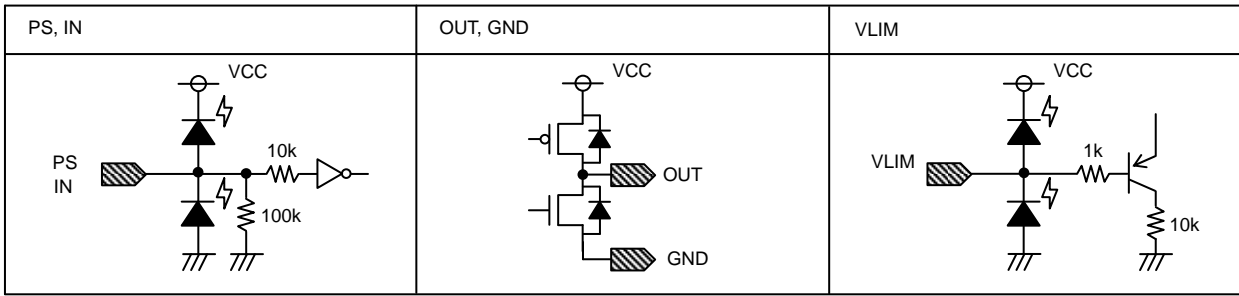 PS, IN
OUT, GND
VLIM
VCC
PS
IN
10k
100k
VCC
OUT
GND
VCC
VLIM
1k
10k